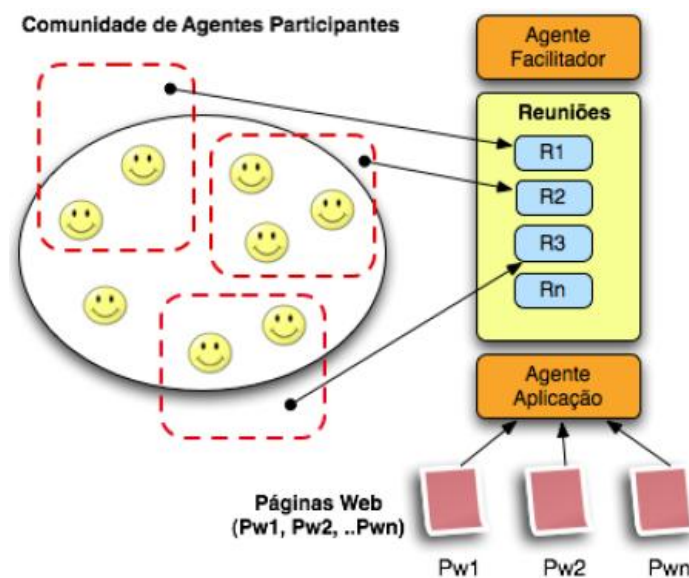 Comunidade de Agentes Participantes
Agente
Facilitador
Reuniões
R1
R2
R3
Rn
Agente
Aplicação
Páginas Web
(Pw1, Pw2, ..Pwn)
Pw1
Pw2
Pwn